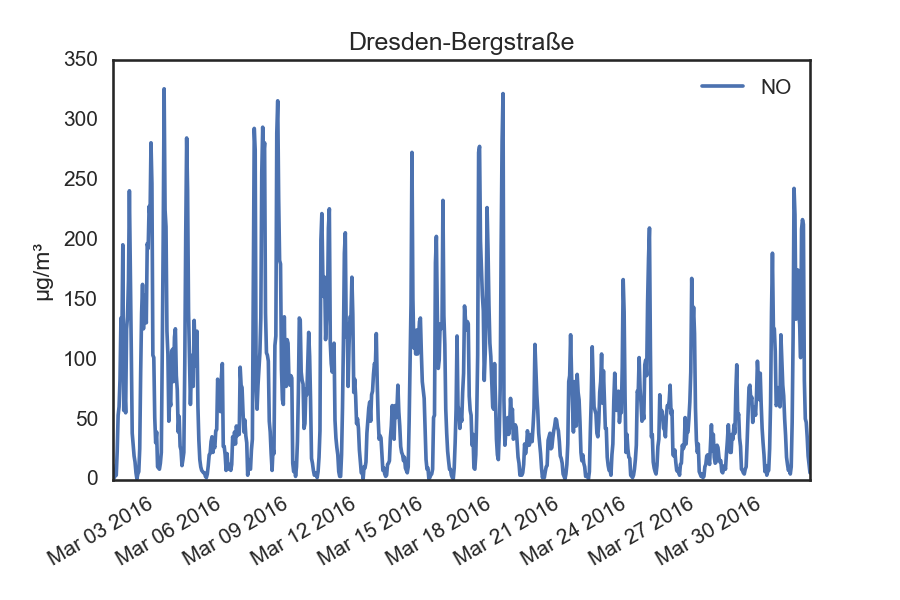 Dresden-Bergstraße
350
300
250
200
150
100
50
0
µg/m³
NO
Mar 03 2016
Mar 06 2016
Mar 09 2016
Mar 12 2016
Mar 15 2016
Mar 18 2016
Mar 21 2016
Mar 24 2016
Mar 27 2016
Mar 30 2016